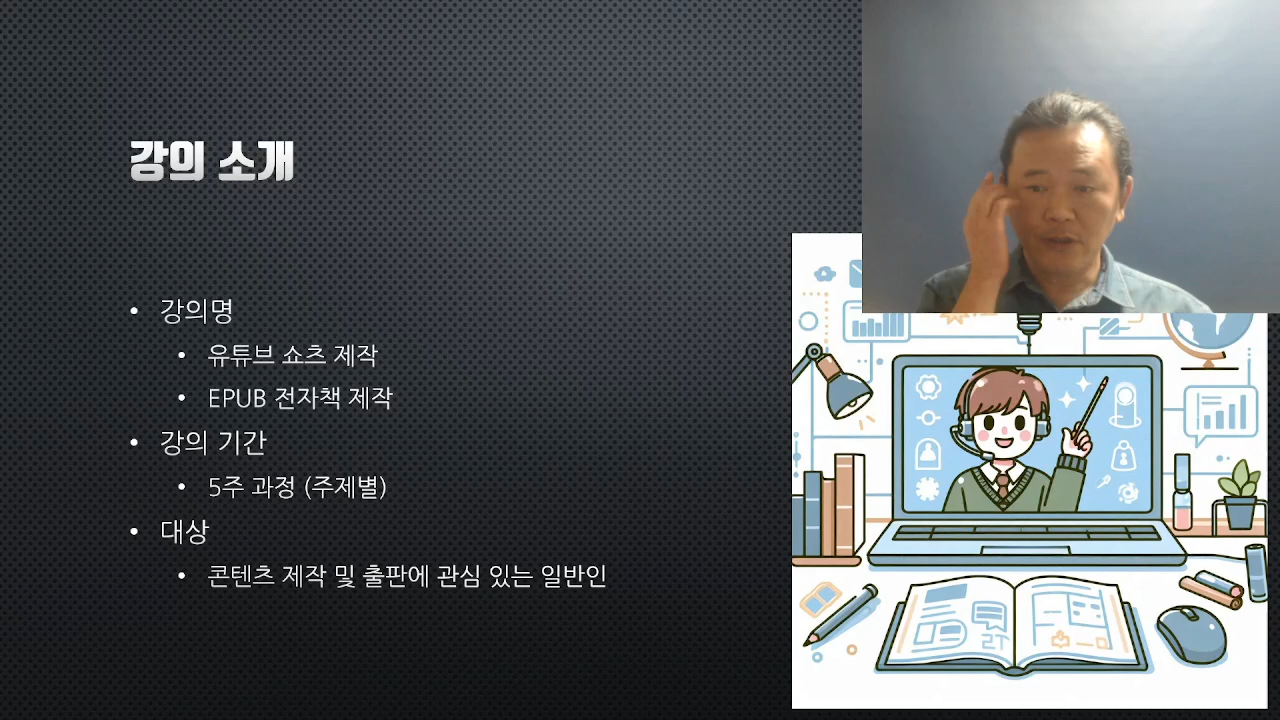 강의 소개
• 강의명
• 유튜브 쇼츠 제작
• EPUB 전자책 제작
• 강의 기간
• 5주 과정 (주제별)
• 대상
• 콘텐츠 제작 및 출판에 관심 있는 일반인